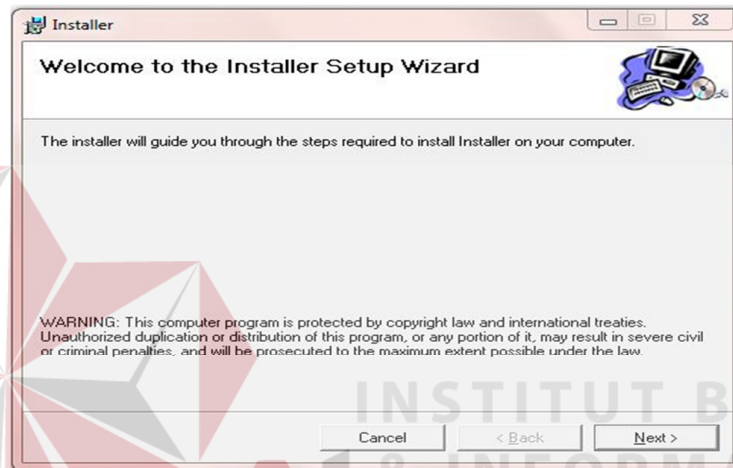 Installer
Welcome to the Installer Setup Wizard
The installer will guide you through the steps required to install Installer on your computer.
WARNING: This computer program is protected by copyright law and international treaties.
Unauthorized duplication or distribution of this program, or any portion of it, may result in severe civil
or criminal penalties, and will be prosecuted to the maximum extent possible under the law.
INSTITUT B
Cancel
< Back
Next >
& INFORMA